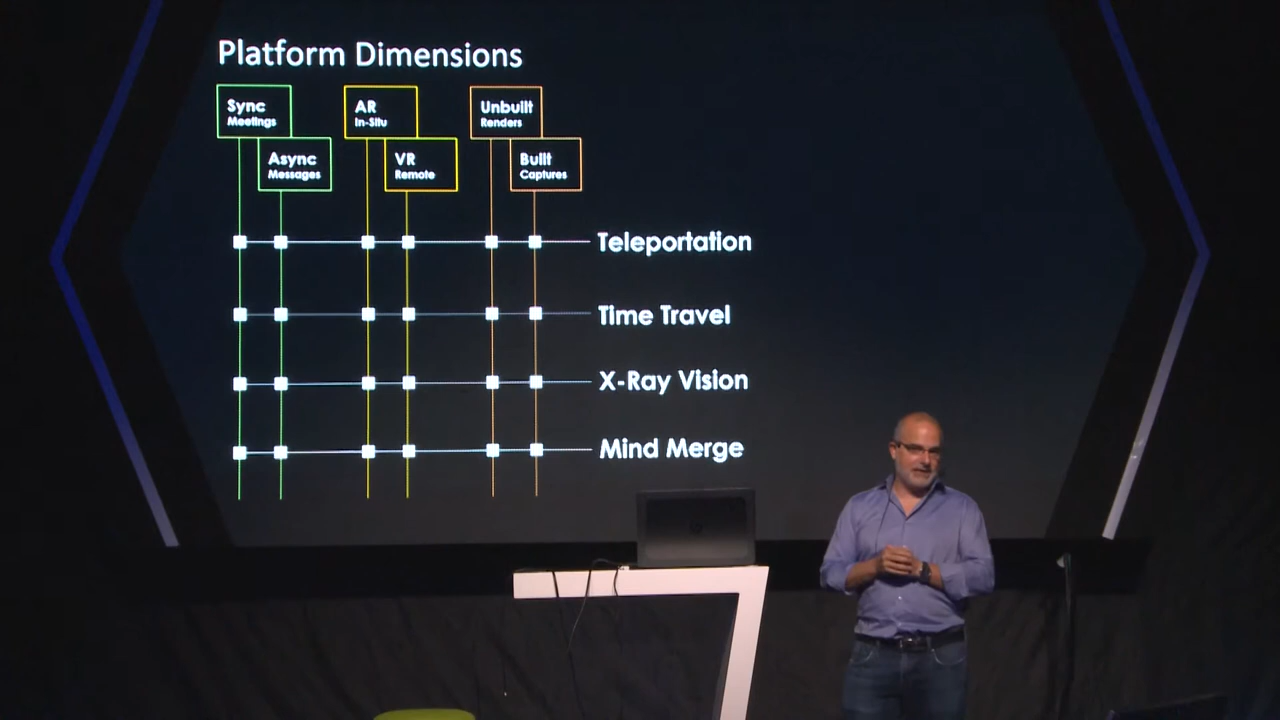 Platform Dimensions
Sync
Meetings
Async
Messages
AR
In-Situ
VR
Remote
Unbuilt
Renders
Built
Captures
Teleportation
Time Travel
X-Ray Vision
Mind Merge